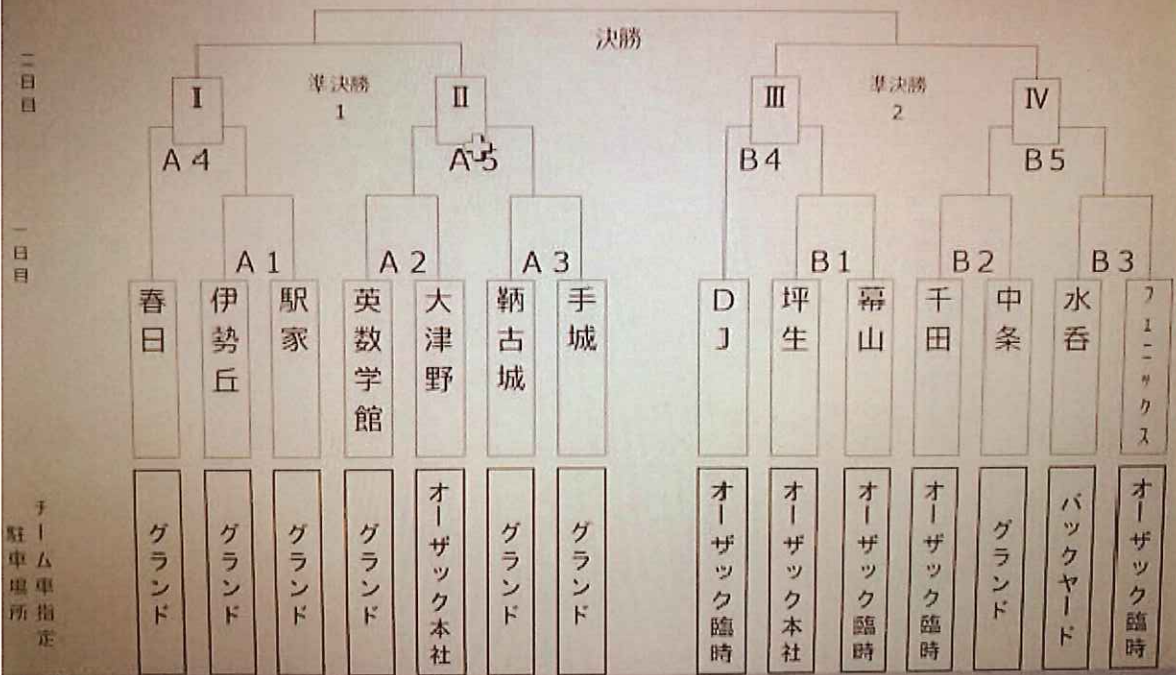 決勝
二日目
準決勝
1
準決勝
2
Ⅰ
Ⅱ
Ⅲ
Ⅳ
A4
A5
B4
B5
一日目
A1
A2
A3
B1
B2
B3
春日
伊勢丘
駅家
英数学館
大津野
鞆古城
手城
DJ
坪生
幕山
千田
中条
水呑
フェニックス
チーム車指定
駐車場所
グランド
グランド
グランド
グランド
オーザック本社
グランド
グランド
オーザック臨時
オーザック本社
オーザック臨時
オーザック臨時
グランド
バックヤード
オーザック臨時